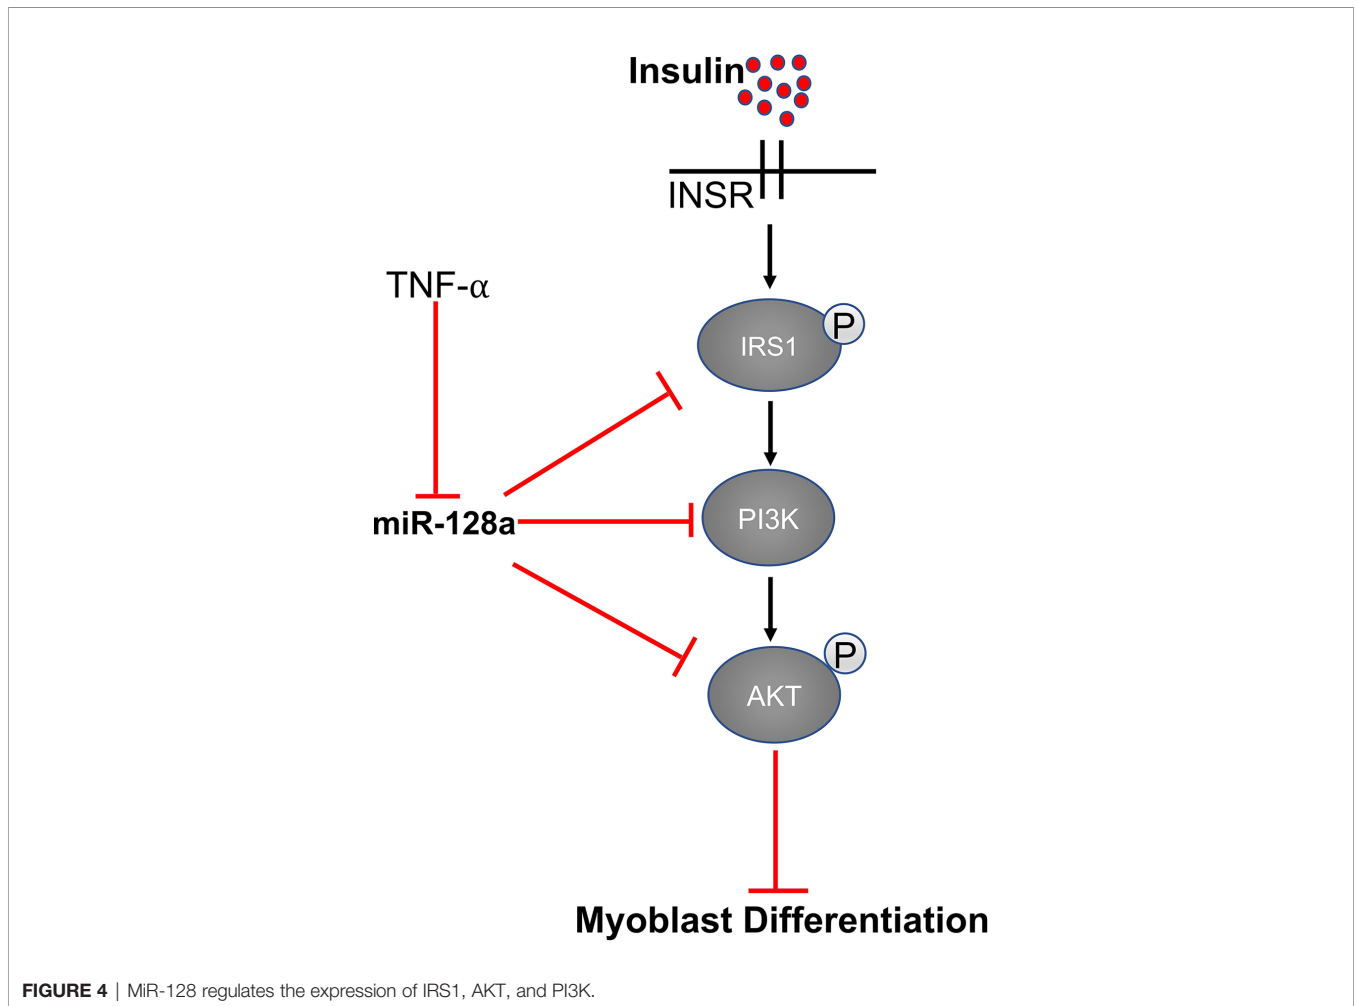 Insulin
INSR
TNF-α
P
IRS1
miR-128a
PI3K
P
AKT
Myoblast Differentiation
FIGURE 4 | MiR-128 regulates the expression of IRS1, AKT, and PI3K.